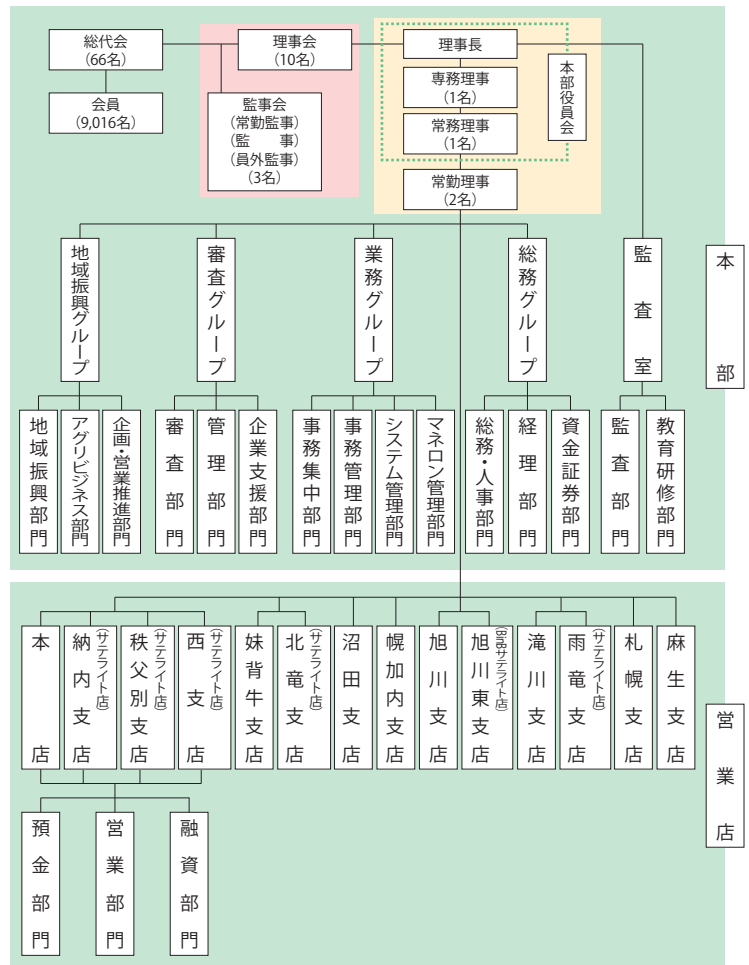 総代会
(66名)
会員
(9,016名)
理事会
(10名)
監事会
(常勤監事)
(監　　事)
(員外監事)
(3名)
理事長
専務理事
(1名)
常務理事
(1名)
常勤理事
(2名)
本部役員会
本部
地域振興グループ
審査グループ
業務グループ
総務グループ
監査室
地域振興部門
アグリビジネス部門
企画・営業推進部門
審査部門
管理部門
企業支援部門
事務集中部門
事務管理部門
システム管理部門
マネロン管理部門
総務・人事部門
経理部門
資金証券部門
監査部門
教育研修部門
営業店
本店
納内支店
(サテライト店)
秩父別支店
(サテライト店)
西支店
(サテライト店)
妹背牛支店
北竜支店
(サテライト店)
沼田支店
幌加内支店
旭川支店
旭川東支店
(BinBサテライト店)
滝川支店
雨竜支店
(サテライト店)
札幌支店
麻生支店
預金部門
営業部門
融資部門